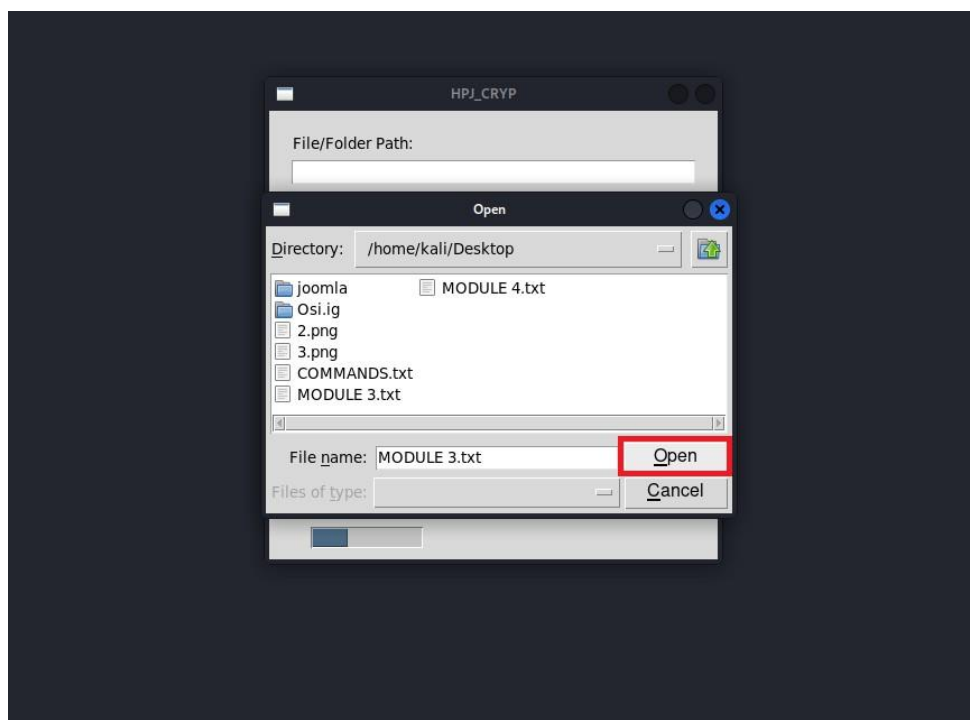 HPJ_CRYP
File/Folder Path:
Open
Directory: /home/kali/Desktop
joomla MODULE 4.txt
Osi.ig
2.png
3.png
COMMANDS.txt
MODULE 3.txt
File name: MODULE 3.txt Open
Files of type: Cancel